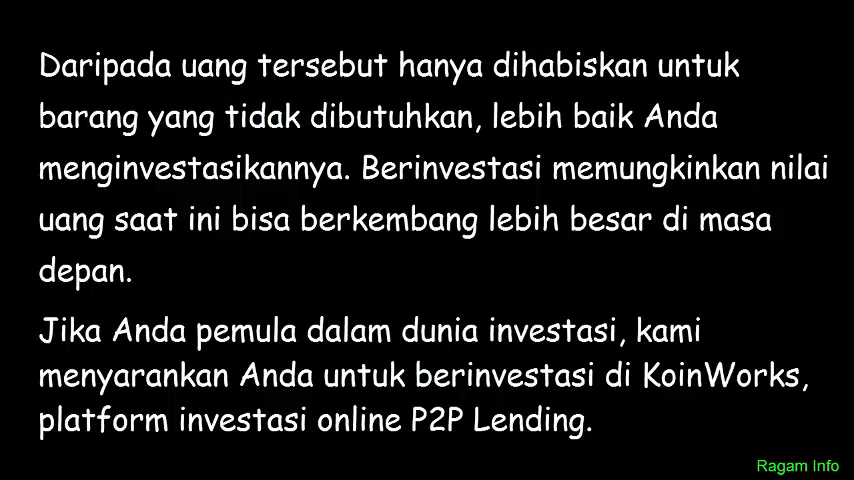 Daripada uang tersebut hanya dihabiskan untuk
barang yang tidak dibutuhkan, lebih baik Anda
menginvestasikannya. Berinvestasi memungkinkan nilai
uang saat ini bisa berkembang lebih besar di masa
depan.
Jika Anda pemula dalam dunia investasi, kami
menyarankan Anda untuk berinvestasi di KoinWorks,
platform investasi online P2P Lending.
Ragam Info